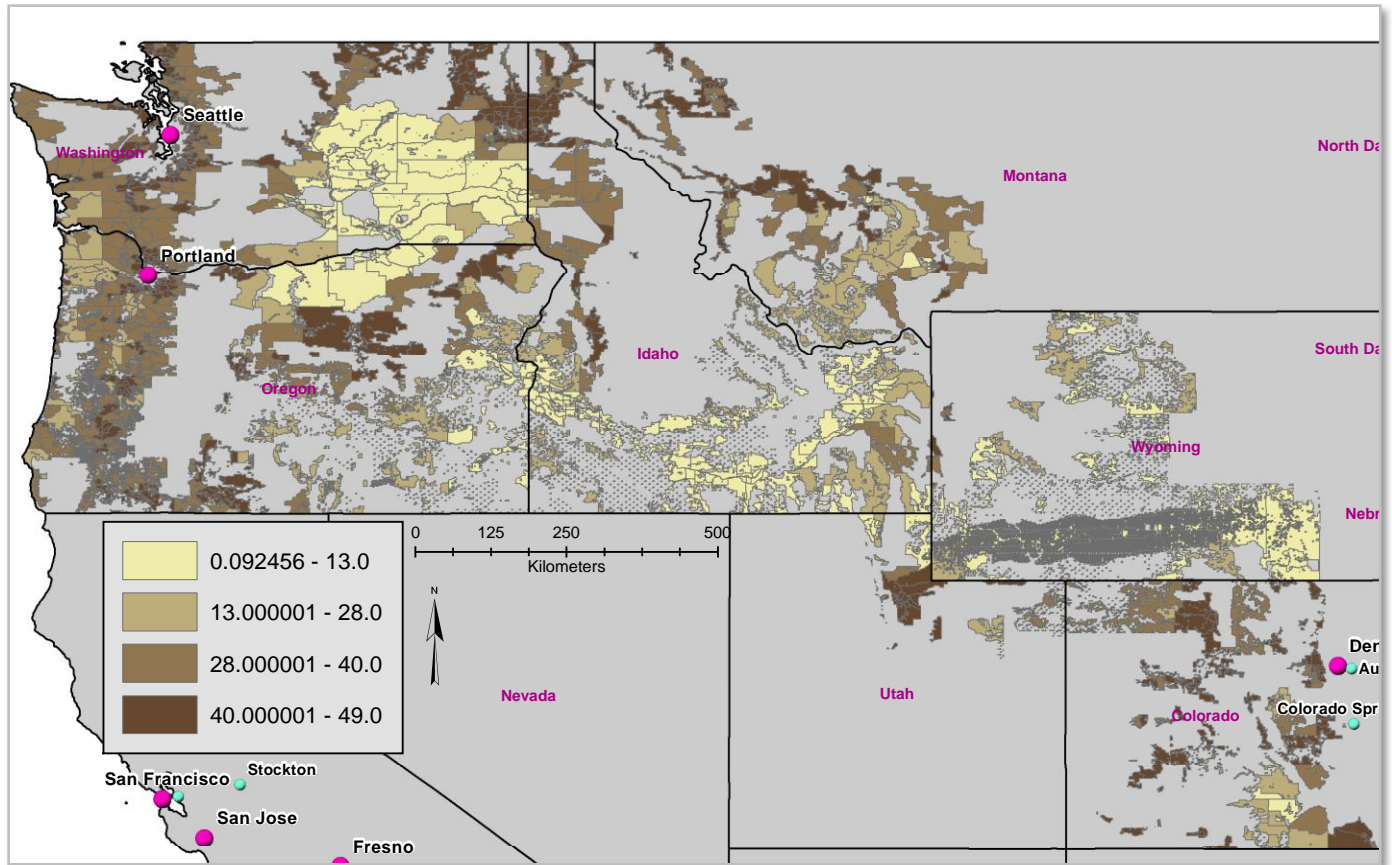 Seattle
Washington
North Da
Montana
Portland
Idaho
South Da
Oregon
Wyoming
Nebr
0 125 250 500
Kilometers
0.092456 - 13.0
13.000001 - 28.0
28.000001 - 40.0
40.000001 - 49.0
N
Den
Au
Nevada
Utah
Colorado
Colorado Spr
San Francisco
Stockton
San Jose
Fresno